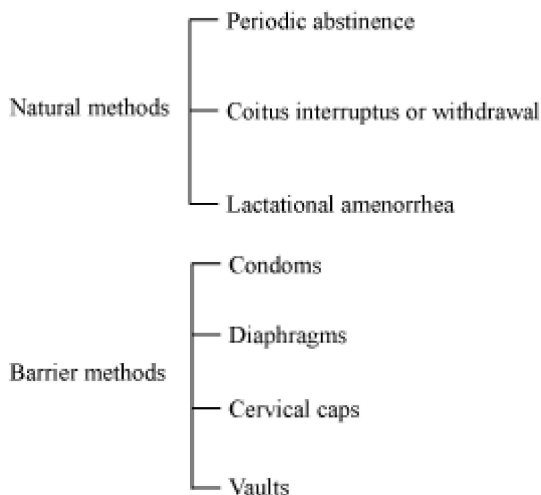 Periodic abstinence
Natural methods
Coitus interruptus or withdrawal
Lactational amenorrhea
Condoms
Diaphragms
Barrier methods
Cervical caps
Vaults